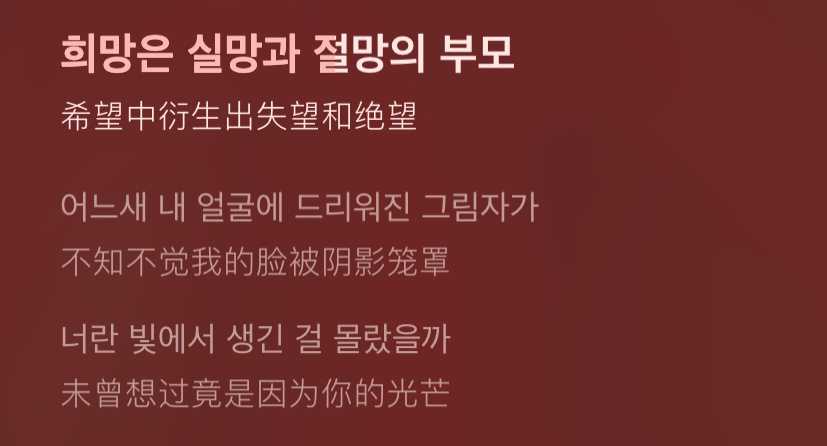 희망은 실망과 절망의 부모
希望中衍生出失望和绝望
어느새 내 얼굴에 드리워진 그림자가
不知不觉我的脸被阴影笼罩
너란 빛에서 생긴 걸 몰랐을까
未曾想过竟是因为你的光芒